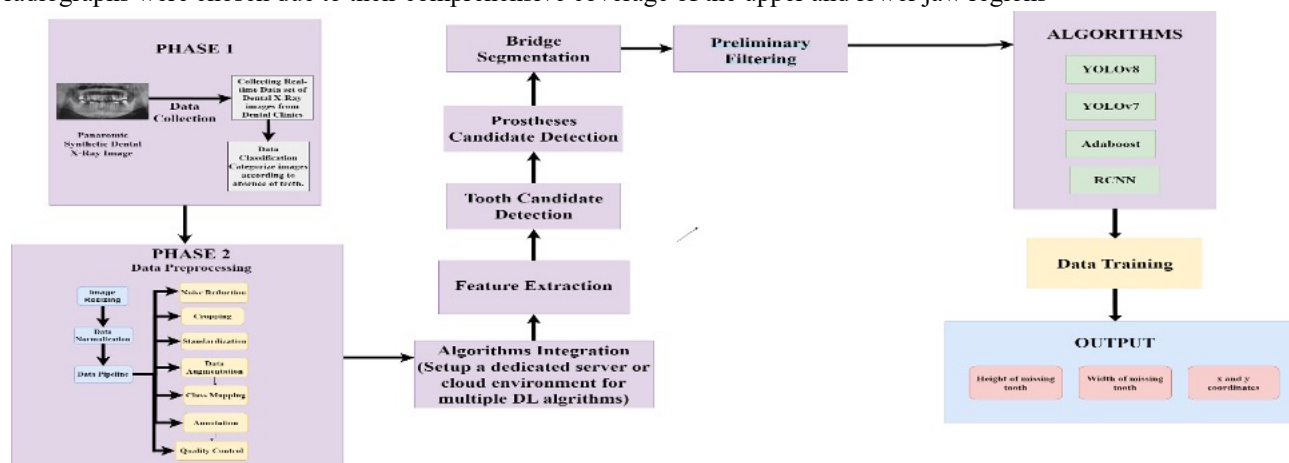 radiographs were chosen due to their comprehensive coverage of the upper and lower jaw regions
PHASE 1
Data
Collection
Panoromic
Synthetic Dental
X-Ray Image
Collecting Real-
time Data set of
Dental X Ray
images from
Dental Clinics
Data
Classification
Categorize images
according to
absence of teeth.
PHASE 2
Data Preprocessing
Image
Resizing
Data
Normalization
Data Pipeline
Noise Reduction
Cropping
Standardization
Data
Augmentation
Class Mapping
Annotation
Quality Control
Algorithms Integration
(Setup a dedicated server or
cloud environment for
multiple DL algorithms)
Feature Extraction
Tooth Candidate
Detection
Prostheses
Candidate Detection
Bridge
Segmentation
Preliminary
Filtering
ALGORITHMS
YOLOv8
YOLOv7
Adaboost
RCNN
Data Training
OUTPUT
Height of missing
tooth
Width of missing
tooth
x and y
coordinates